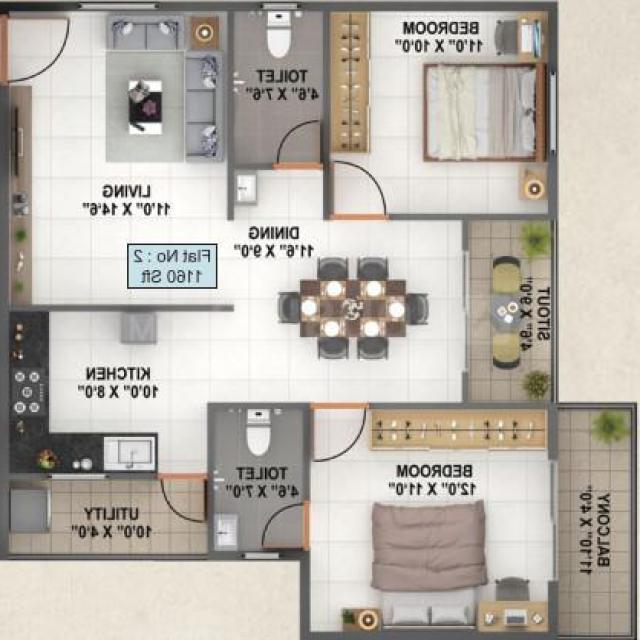 BEDROOM
11'0" X 10'0"
TOILET
4'6" X 7'6"
LIVING
11'0" X 14'6"
DINING
11'6" X 9'0"
Flat No : 2
1160 Sft
SITOUT
4'6" X 9'0"
KITCHEN
10'0" X 8'0"
BEDROOM
12'0" X 11'0"
TOILET
4'6" X 7'0"
UTILITY
10'0" X 4'0"
BALCONY
11'10" X 4'0"